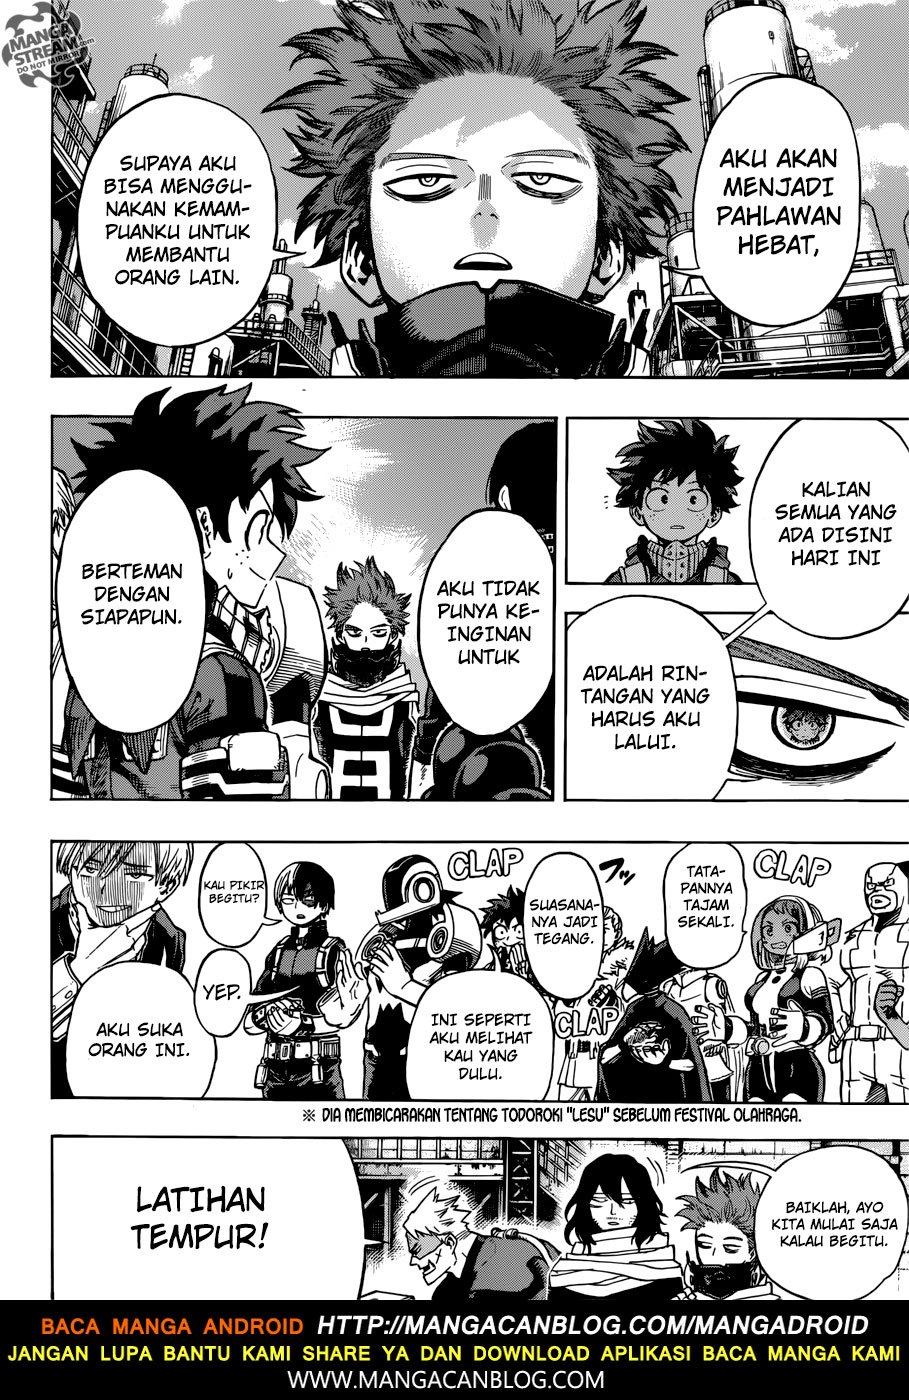 MANGA
STREAM.com
DO NOT MIRROR
AKU AKAN
MENJADI
PAHLAWAN
HEBAT,
SUPAYA AKU
BISA MENGGU-
NAKAN KEMAM-
PUANKU UNTUK
MEMBANTU
ORANG LAIN.
KALIAN
SEMUA YANG
ADA DISINI
HARI INI
ADALAH RIN-
TANGAN YANG
HARUS AKU
LALUI.
AKU TIDAK
PUNYA KE-
INGINAN
UNTUK
BERTEMAN
DENGAN
SIAPAPUN.
CLAP
TATA-
PANNYA
TAJAM
SEKALI.
フッ
SUASANA-
NYA JADI
TEGANG.
CLAP
CLAP
INI SEPERTI
AKU MELIHAT
KAU YANG
DULU.
KAU PIKIR
BEGITU?
YEP.
AKU SUKA
ORANG INI.
※ DIA MEMBICARAKAN TENTANG TODOROKI "LESU" SEBELUM FESTIVAL OLAHRAGA.
BAIKLAH, AYO
KITA MULAI SAJA
KALAU BEGITU.
LATIHAN
TEMPUR!
BACA MANGA ANDROID HTTP://MANGACANBLOG.COM/MANGADROID
JANGAN LUPA BANTU KAMI SHARE YA DAN DOWNLOAD APLIKASI BACA MANGA KAMI
WWW.MANGACANBLOG.COM